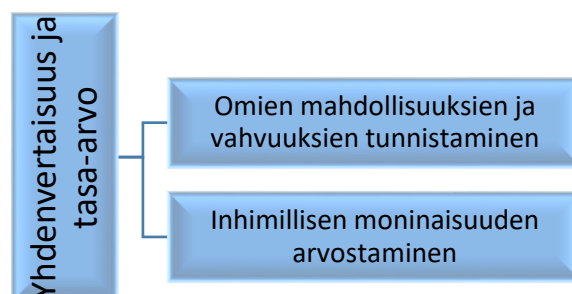 Yhdenvertaisuus ja
tasa-arvo
Omien mahdollisuuksien ja
vahvuuksien tunnistaminen
Inhimillisen moninaisuuden
arvostaminen